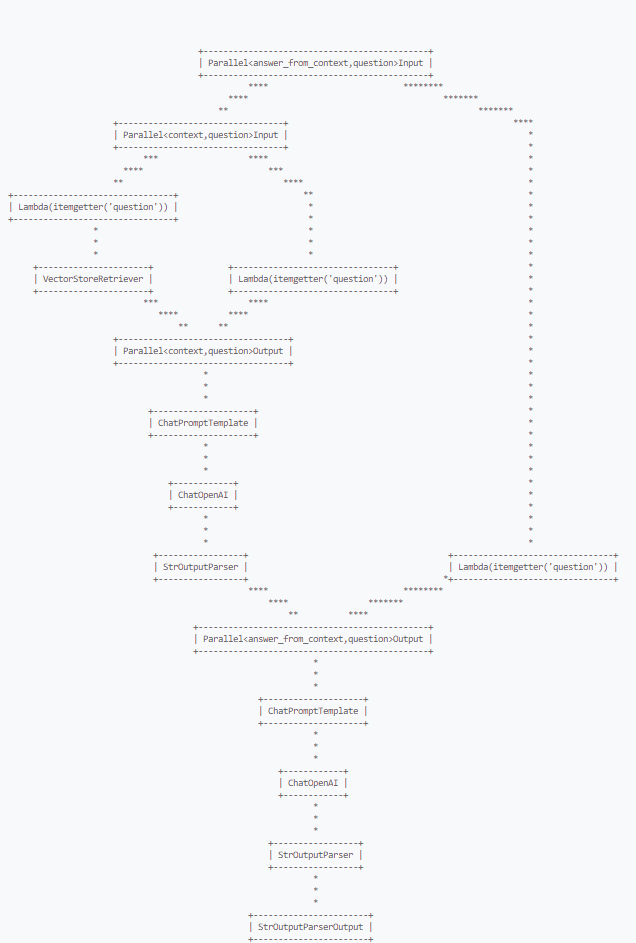 Parallel<answer_from_context,question>Input
Parallel<context,question>Input
Lambda(itemgetter('question'))
VectorStoreRetriever
Lambda(itemgetter('question'))
Parallel<context,question>Output
ChatPromptTemplate
ChatOpenAI
StrOutputParser
Lambda(itemgetter('question'))
Parallel<answer_from_context,question>Output
ChatPromptTemplate
ChatOpenAI
StrOutputParser
StrOutputParserOutput